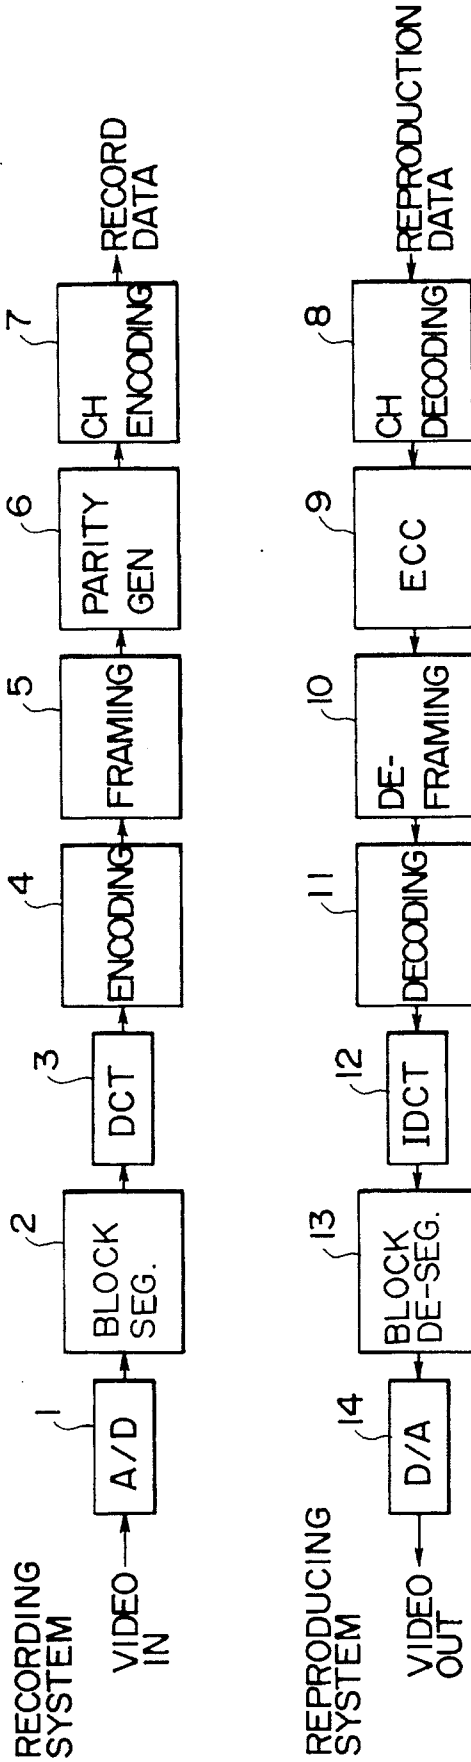 RECORDING
SYSTEM
VIDEO
IN
1
A/D
2
BLOCK
SEG.
3
DCT
4
ENCODING
5
FRAMING
6
PARITY
GEN
7
CH
ENCODING
RECORD
DATA
REPRODUCING
SYSTEM
VIDEO
OUT
14
D/A
13
BLOCK
DE-SEG.
12
IDCT
11
DECODING
10
DE-
FRAMING
9
ECC
8
CH
DECODING
REPRODUCTION
DATA